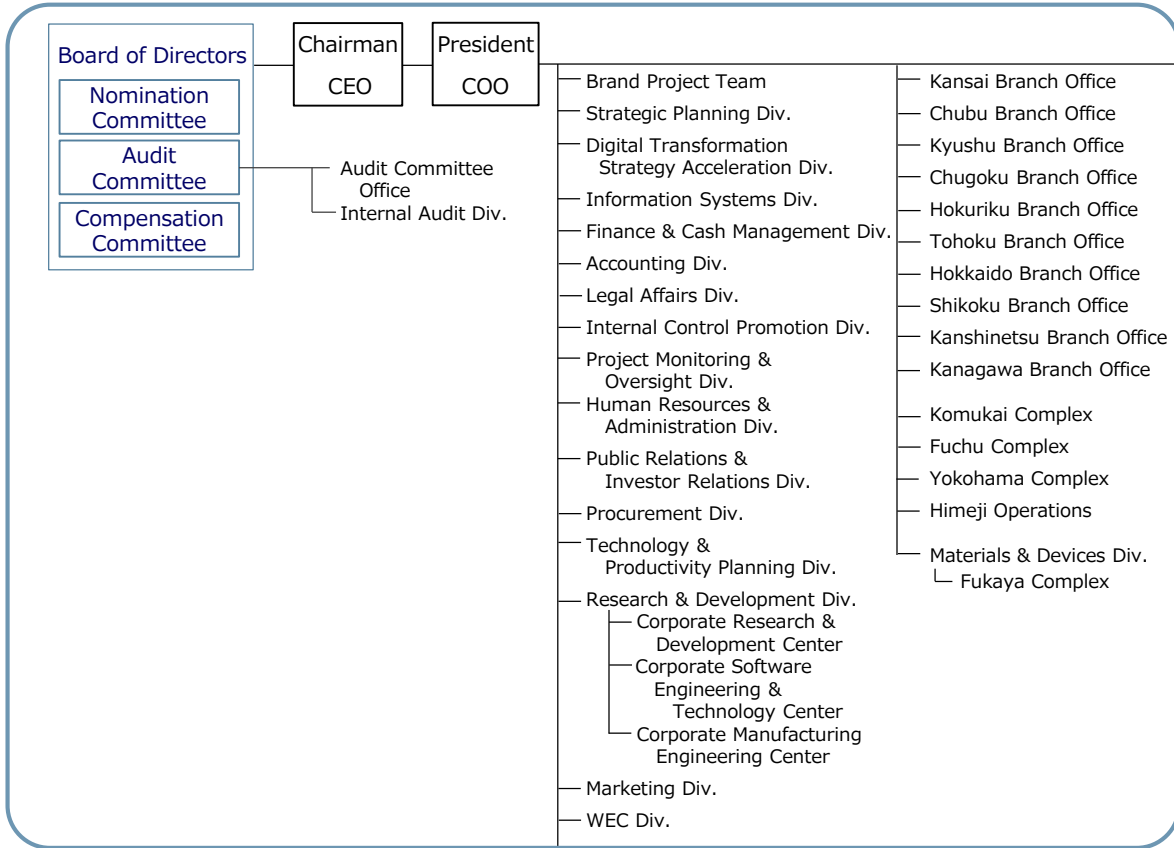 Board of Directors
Nomination
Committee
Audit
Committee
Compensation
Committee
Chairman
CEO
President
COO
Audit Committee
Office
Internal Audit Div.
Brand Project Team
Strategic Planning Div.
Digital Transformation
Strategy Acceleration Div.
Information Systems Div.
Finance & Cash Management Div.
Accounting Div.
Legal Affairs Div.
Internal Control Promotion Div.
Project Monitoring &
Oversight Div.
Human Resources &
Administration Div.
Public Relations &
Investor Relations Div.
Procurement Div.
Technology &
Productivity Planning Div.
Research & Development Div.
Corporate Research &
Development Center
Corporate Software
Engineering &
Technology Center
Corporate Manufacturing
Engineering Center
Marketing Div.
WEC Div.
Kansai Branch Office
Chubu Branch Office
Kyushu Branch Office
Chugoku Branch Office
Hokuriku Branch Office
Tohoku Branch Office
Hokkaido Branch Office
Shikoku Branch Office
Kanshinetsu Branch Office
Kanagawa Branch Office
Komukai Complex
Fuchu Complex
Yokohama Complex
Himeji Operations
Materials & Devices Div.
Fukaya Complex